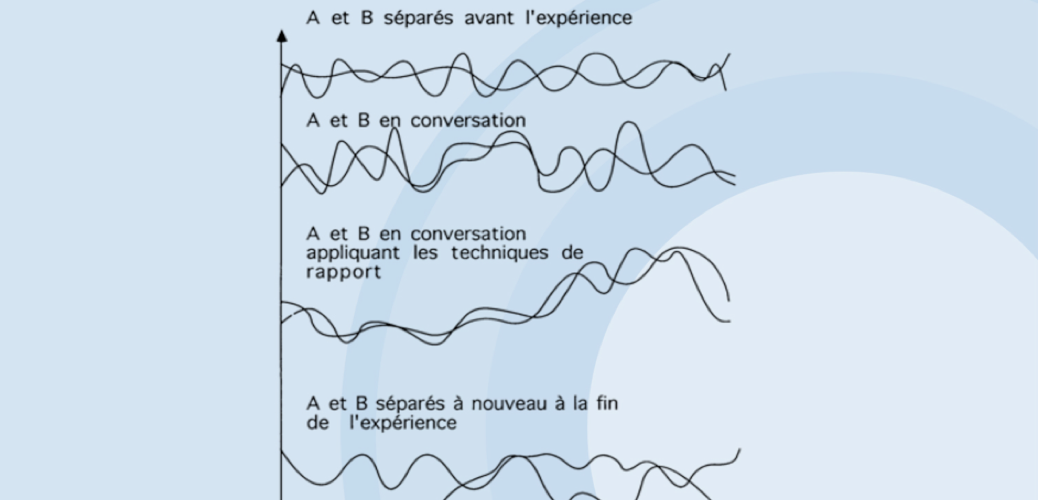 A et B séparés avant l'expérience
A et B en conversation
A et B en conversation
appliquant les techniques de
rapport
A et B séparés à nouveau à la fin
de l'expérience